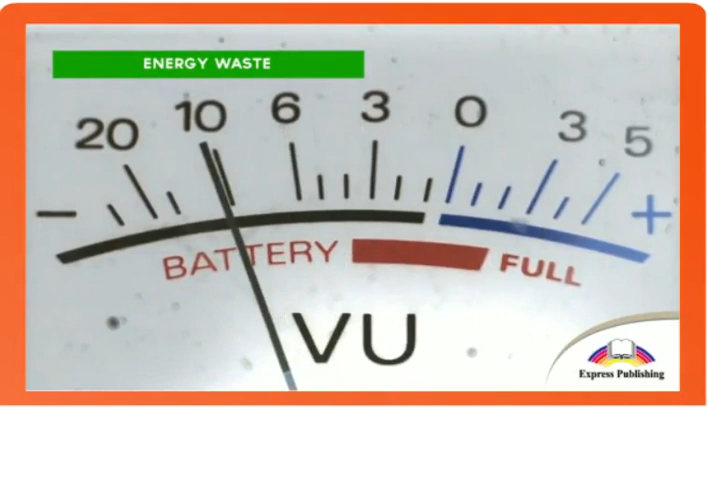 ENERGY WASTE
20 10 6 3 0 3 5
- +
BATTERY FULL
VU
Express Publishing